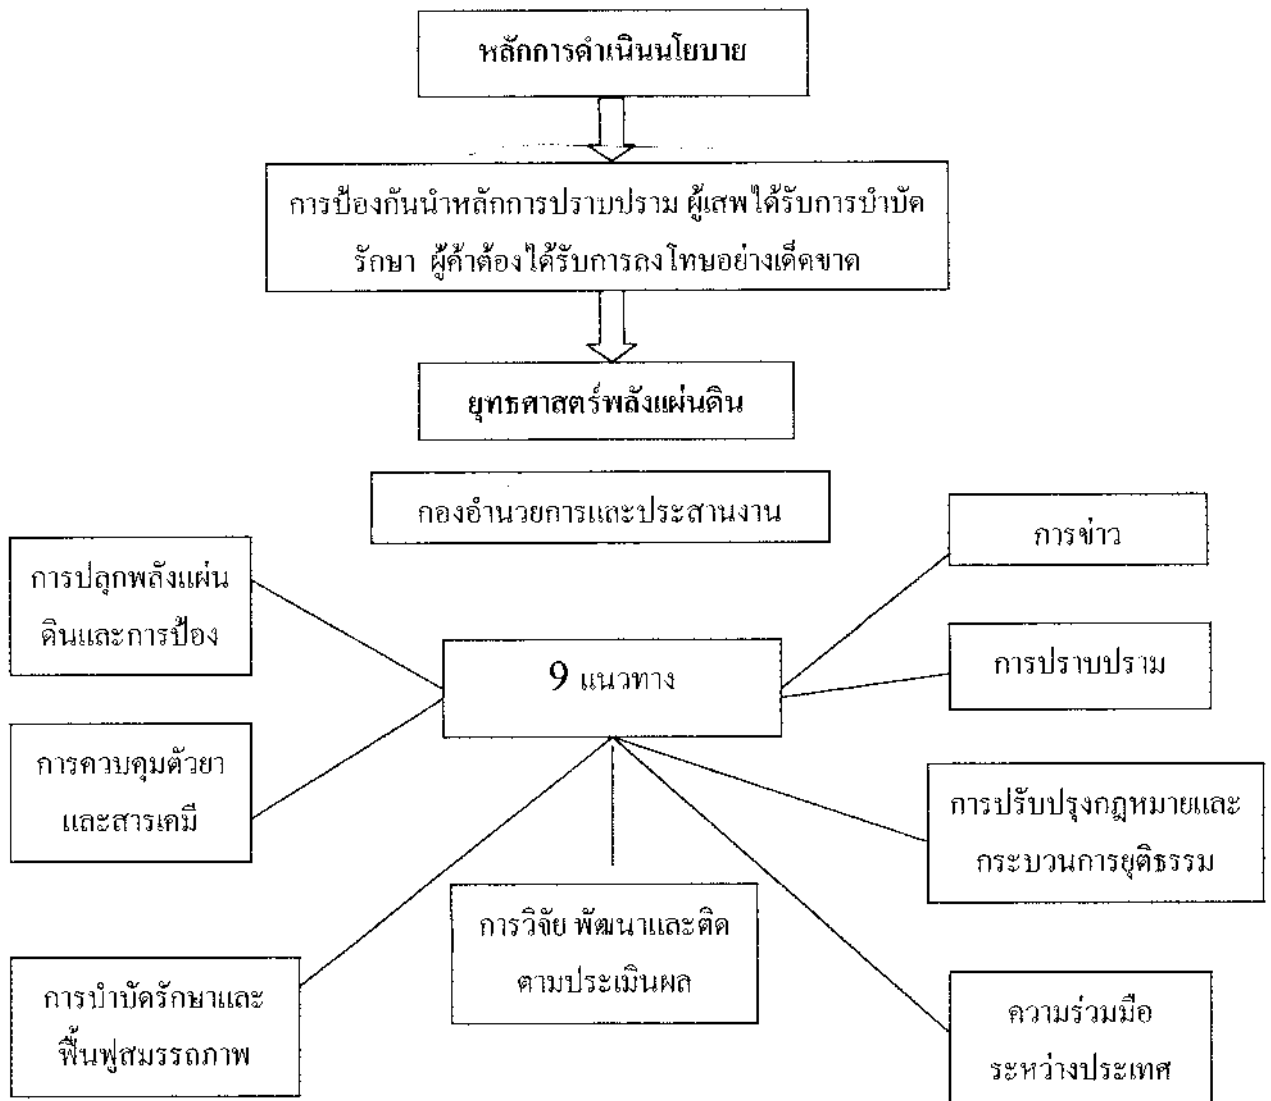 หลักการดำเนินนโยบาย
การป้องกันนำหลักการปราบปราม ผู้เสพได้รับการบำบัด
รักษา ผู้ค้าต้องได้รับการลงโทษอย่างเด็ดขาด
ยุทธศาสตร์พลังแผ่นดิน
กองอำนวยการและประสานงาน
การข่าว
การปลุกพลังแผ่น
ดินและการป้อง
การปราบปราม
9 แนวทาง
การควบคุมตัวยา
และสารเคมี
การปรับปรุงกฎหมายและ
กระบวนการยุติธรรม
การวิจัย พัฒนาและติด
ตามประเมินผล
การบำบัดรักษาและ
ฟื้นฟูสมรรถภาพ
ความร่วมมือ
ระหว่างประเทศ